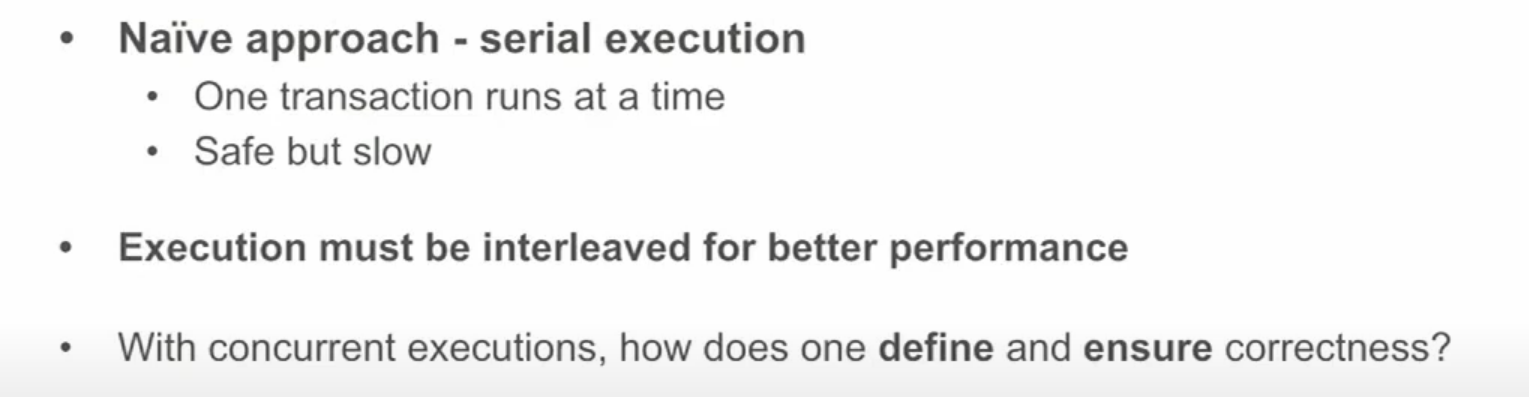 • Naïve approach - serial execution
• One transaction runs at a time
• Safe but slow
• Execution must be interleaved for better performance
• With concurrent executions, how does one define and ensure correctness?